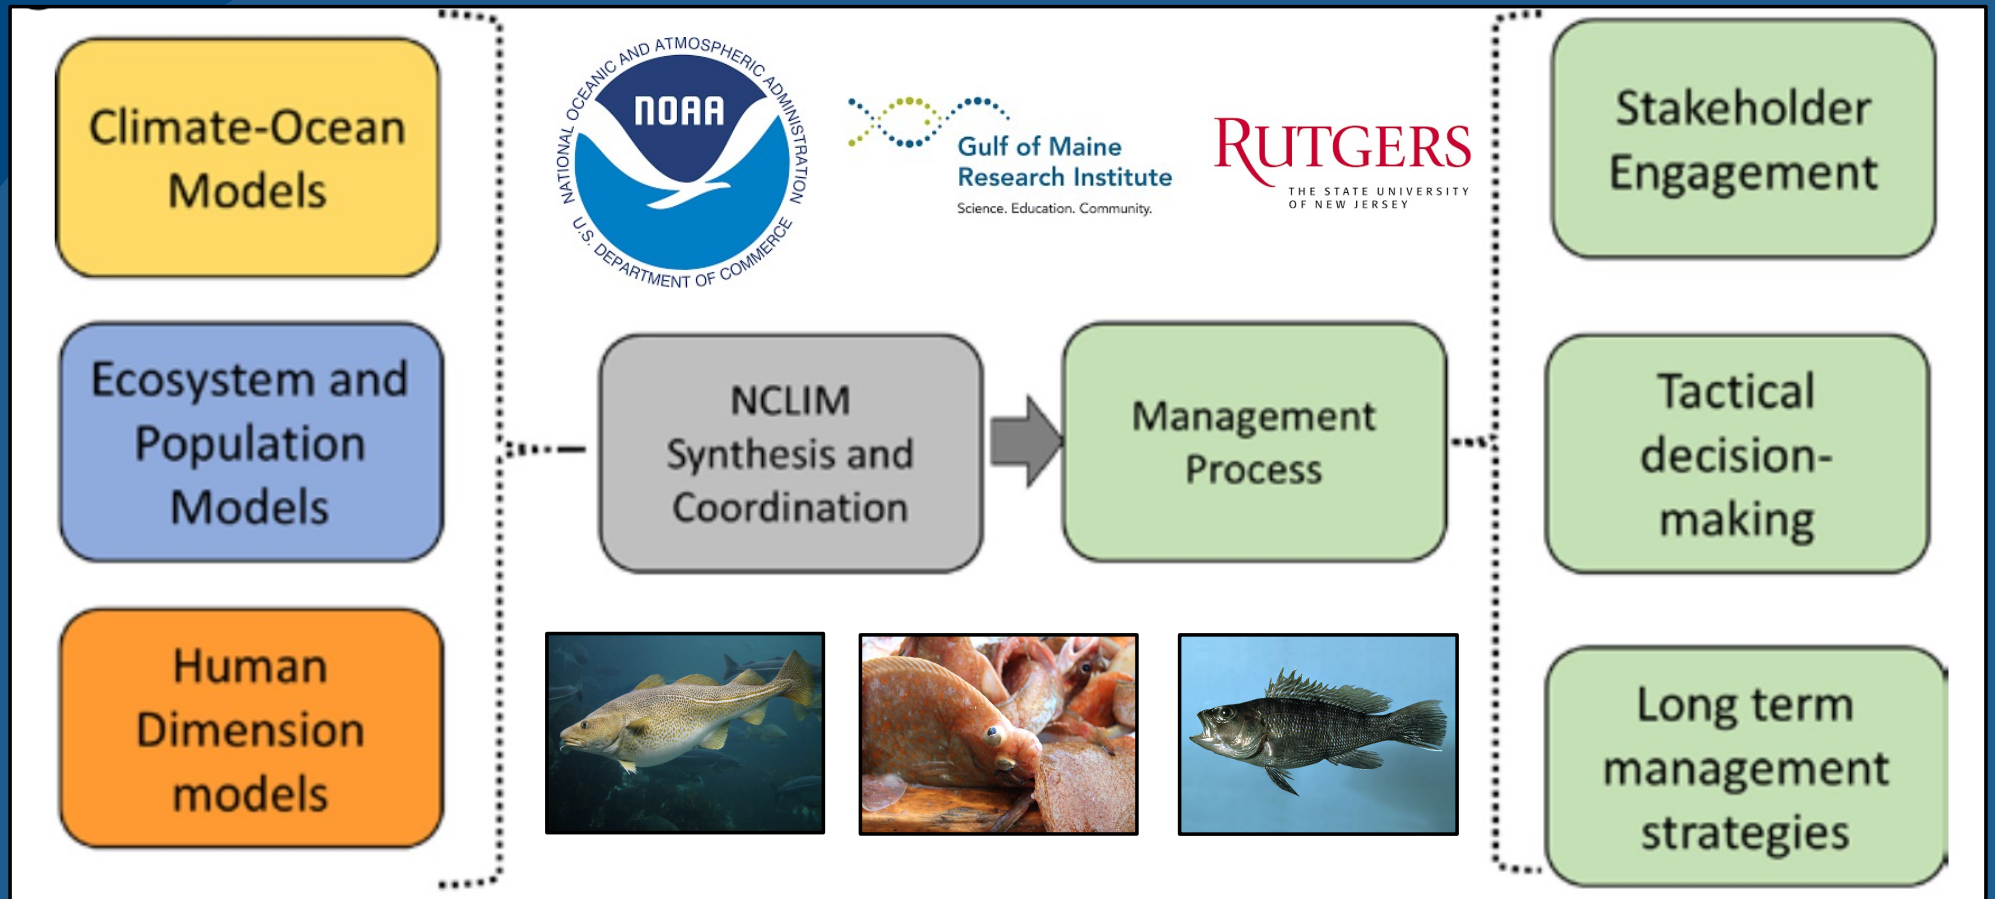 Climate-Ocean
Models
Ecosystem and
Population
Models
Human
Dimension
models
NATIONAL OCEANIC AND ATMOSPHERIC ADMINISTRATION
NOAA
U.S. DEPARTMENT OF COMMERCE
Gulf of Maine
Research Institute
Science. Education. Community.
RUTGERS
THE STATE UNIVERSITY
OF NEW JERSEY
NCLIM
Synthesis and
Coordination
Management
Process
Stakeholder
Engagement
Tactical
decision-
making
Long term
management
strategies